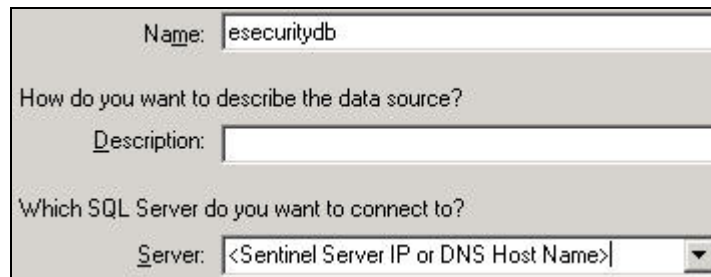 Name: esecuritydb
How do you want to describe the data source?
Description:
Which SQL Server do you want to connect to?
Server: <Sentinel Server IP or DNS Host Name>